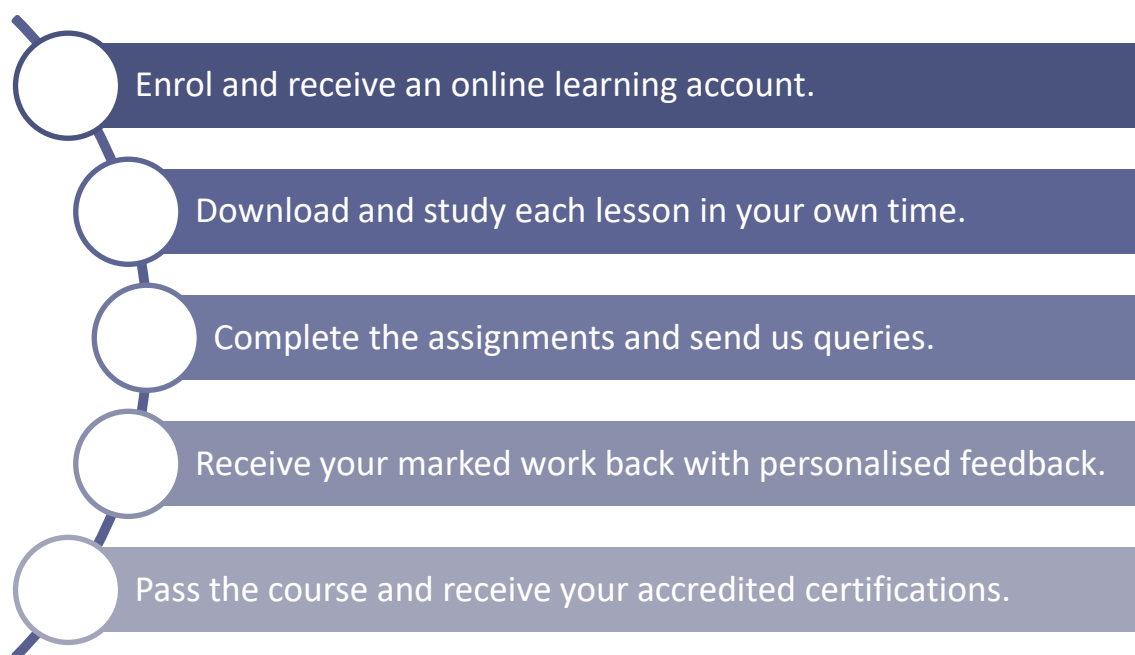 Enrol and receive an online learning account.
Download and study each lesson in your own time.
Complete the assignments and send us queries.
Receive your marked work back with personalised feedback.
Pass the course and receive your accredited certifications.